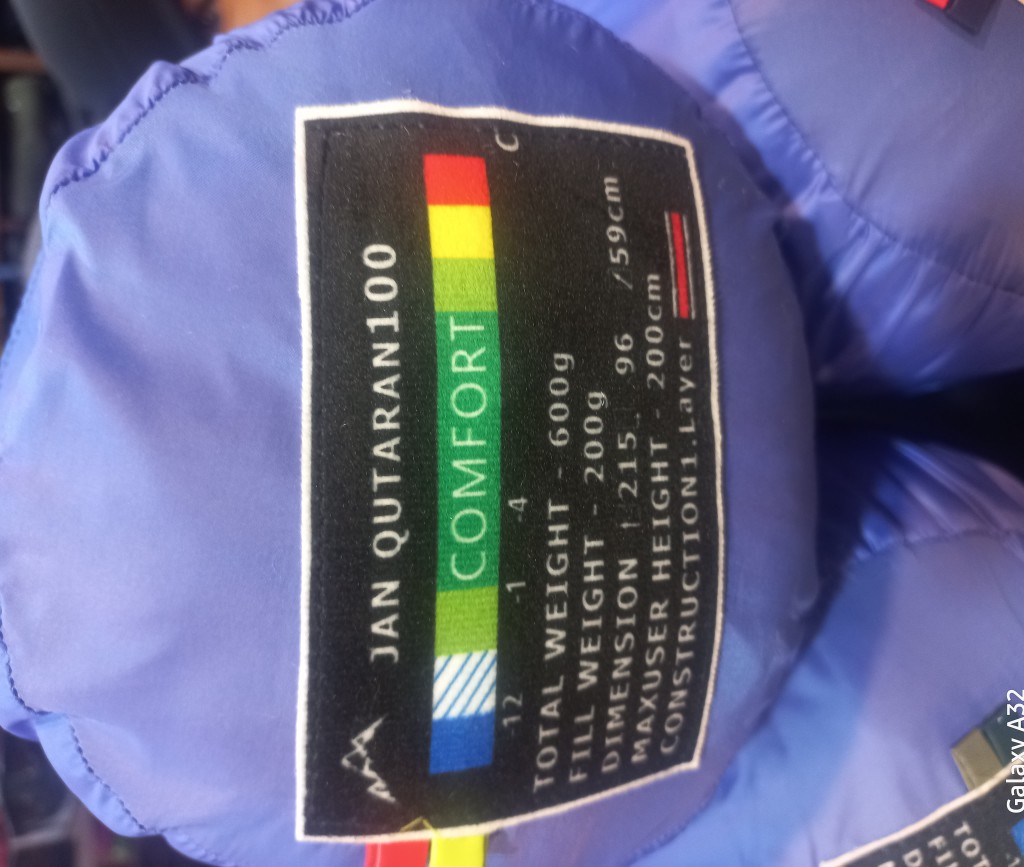 JAN QUTARAN100
COMFORT
-12 -1 -4 C
TOTAL WEIGHT - 600g
FILL WEIGHT - 200g
DIMENSION ↑215 96 /59cm
MAXUSER HEIGHT - 200cm
CONSTRUCTION1.Layer
TOT
F
D
Galaxy A32